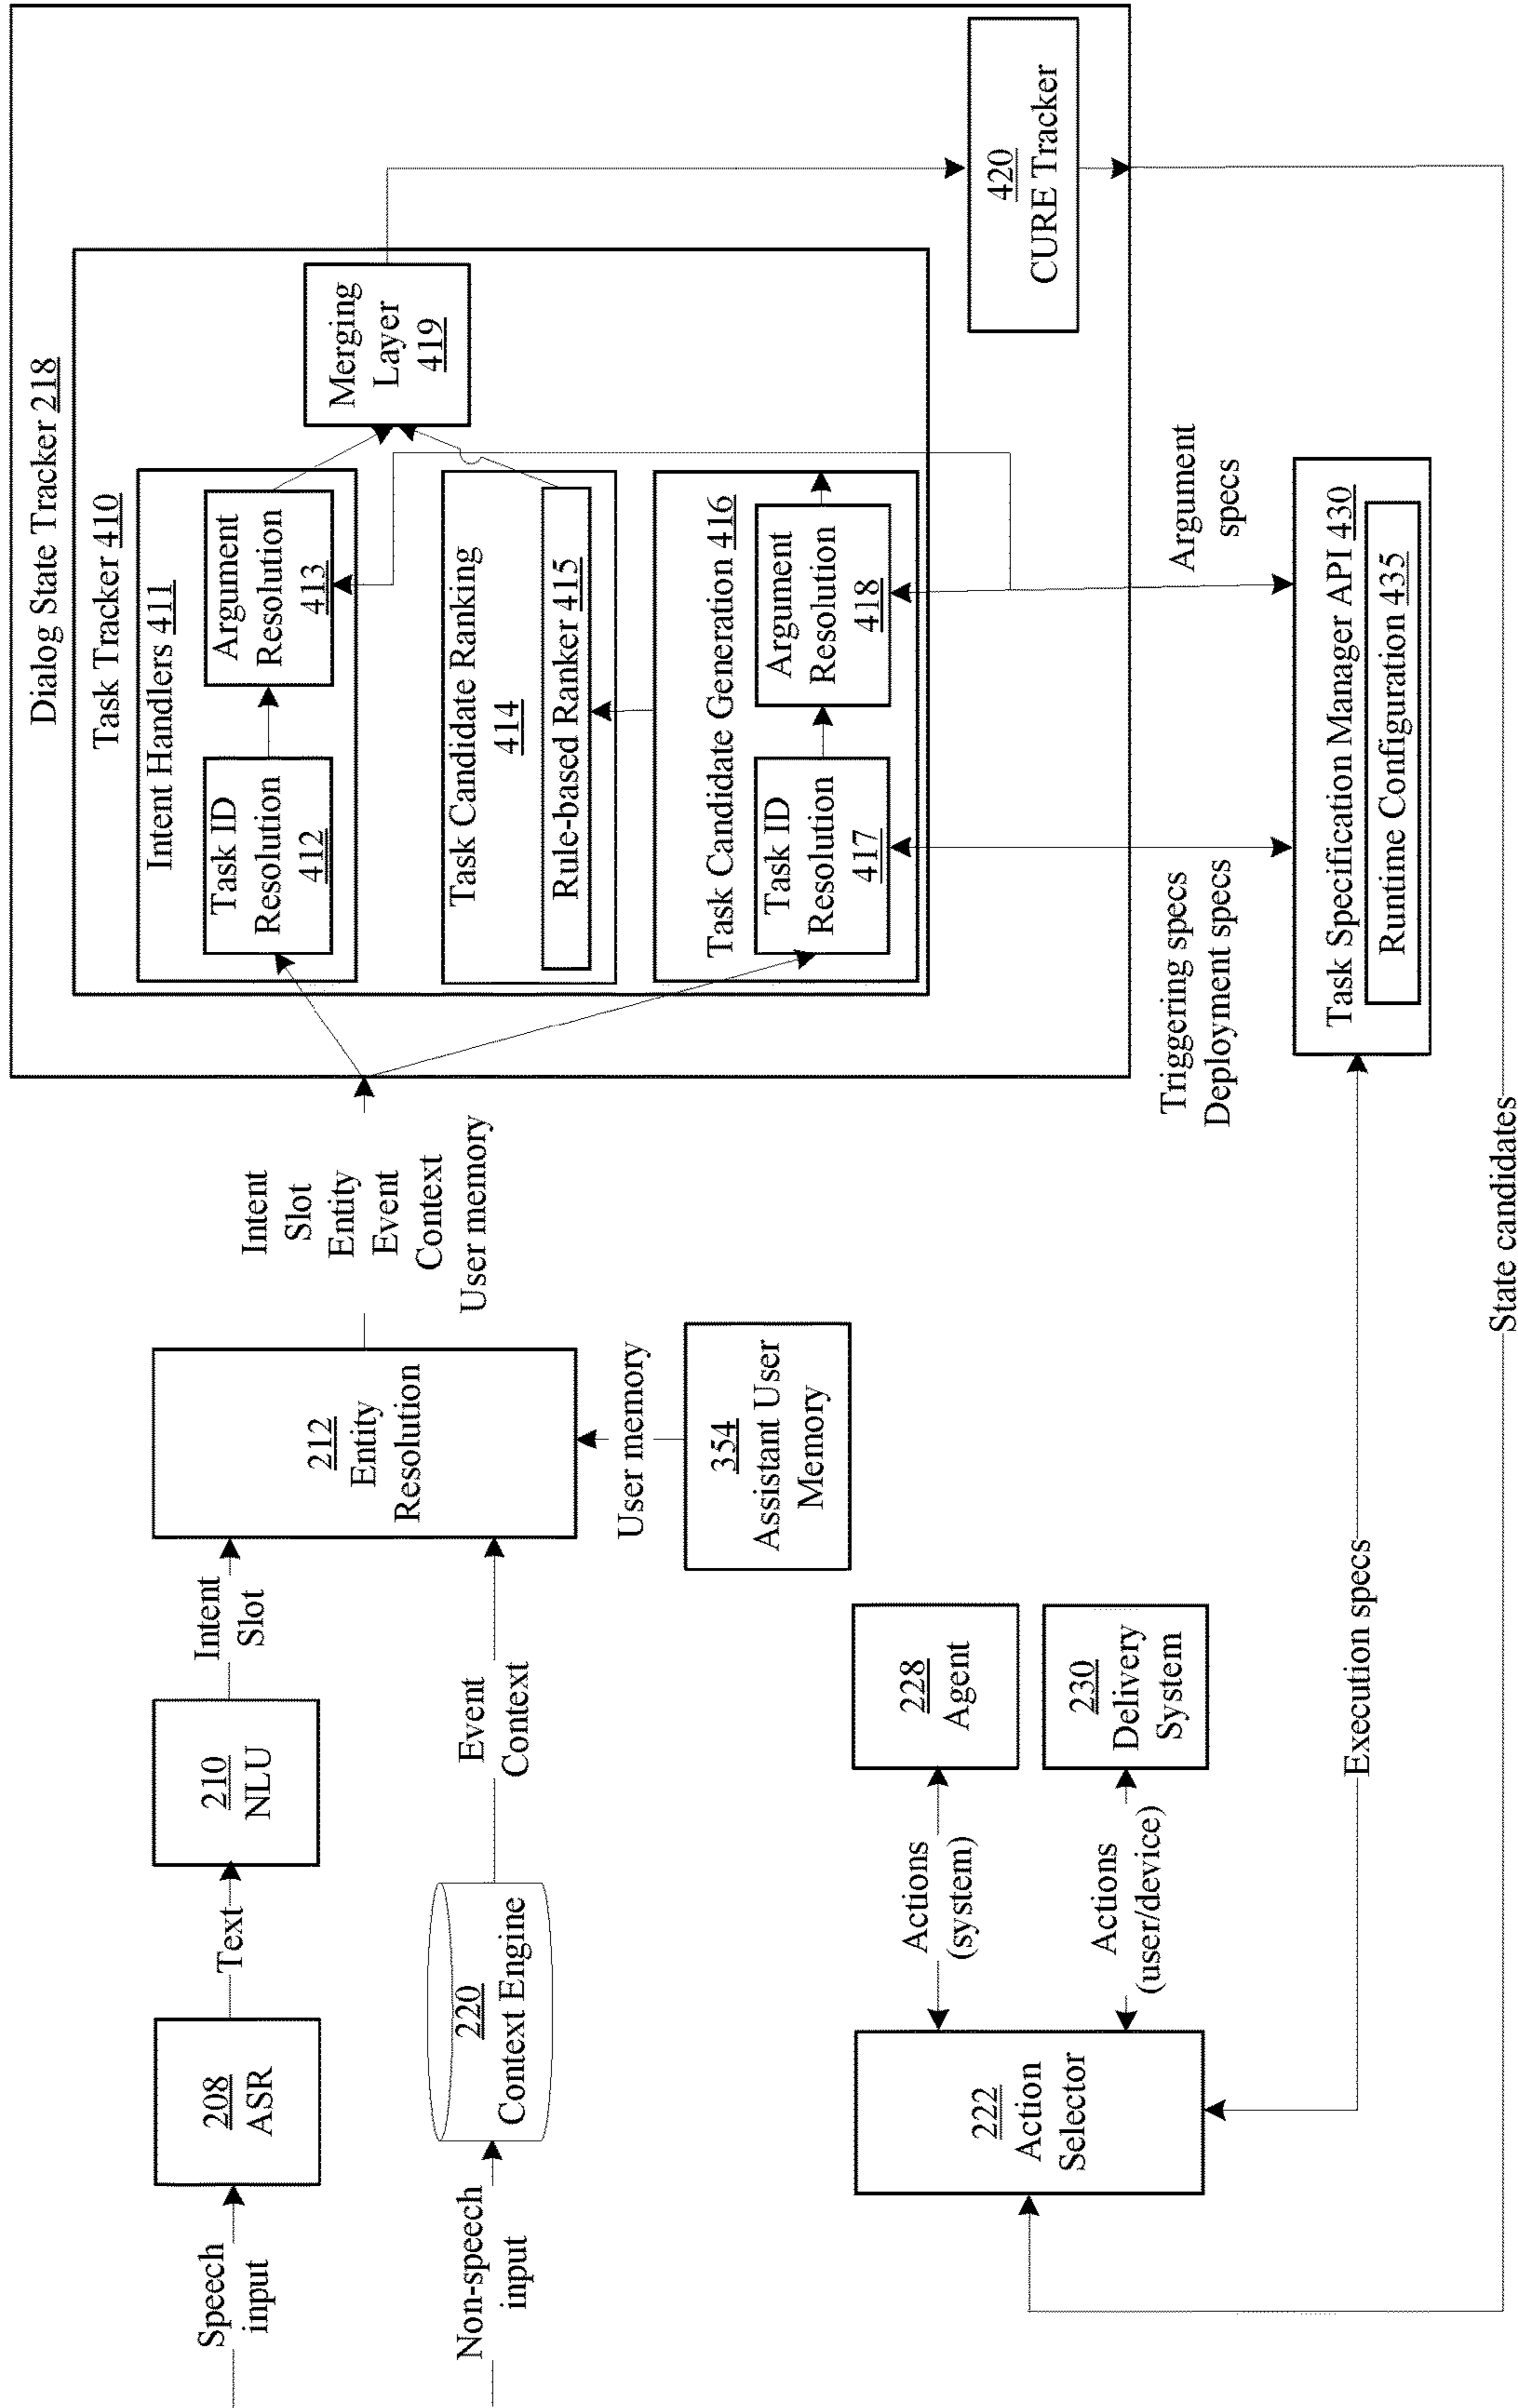 Speech
input
208
ASR
Text
210
NLU
Intent
Slot
Non-speech
input
220
Context Engine
Event
Context
212
Entity
Resolution
User memory
354
Assistant User
Memory
Intent
Slot
Entity
Event
Context
User memory
Dialog State Tracker 218
Task Tracker 410
Intent Handlers 411
Task ID
Resolution
412
Argument
Resolution
413
Task Candidate Ranking
414
Rule-based Ranker 415
Task Candidate Generation 416
Task ID
Resolution
417
Argument
Resolution
418
Merging
Layer
419
420
CURE Tracker
Triggering specs
Deployment specs
Argument
specs
Task Specification Manager API 430
Runtime Configuration 435
222
Action
Selector
Actions
(system)
228
Agent
Actions
(user/device)
230
Delivery
System
Execution specs
State candidates